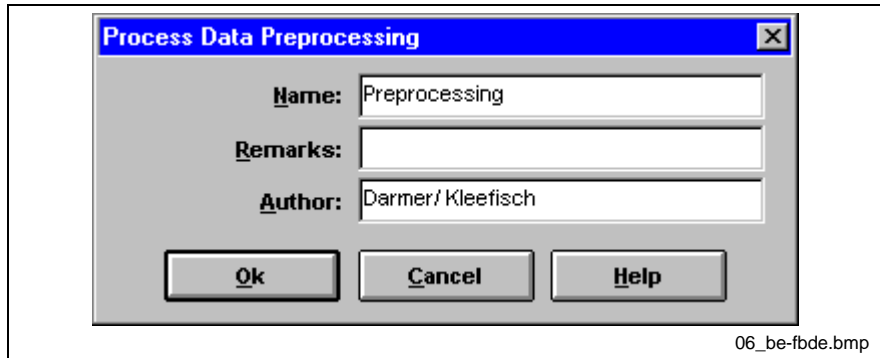 Process Data Preprocessing
Name: Preprocessing
Remarks:
Author: Darmer/ Kleefisch
Ok Cancel Help
06_be-fbde.bmp